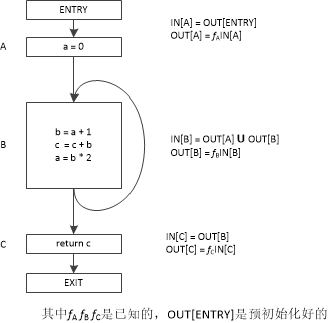 ENTRY
IN[A] = OUT[ENTRY]
OUT[A] = fAIN[A]
A
a = 0
b = a + 1
c = c + b
a = b * 2
B
IN[B] = OUT[A] U OUT[B]
OUT[B] = fBIN[B]
C
return c
IN[C] = OUT[B]
OUT[C] = fCIN[C]
EXIT
其中fA fB fC是已知的，OUT[ENTRY]是预初始化好的